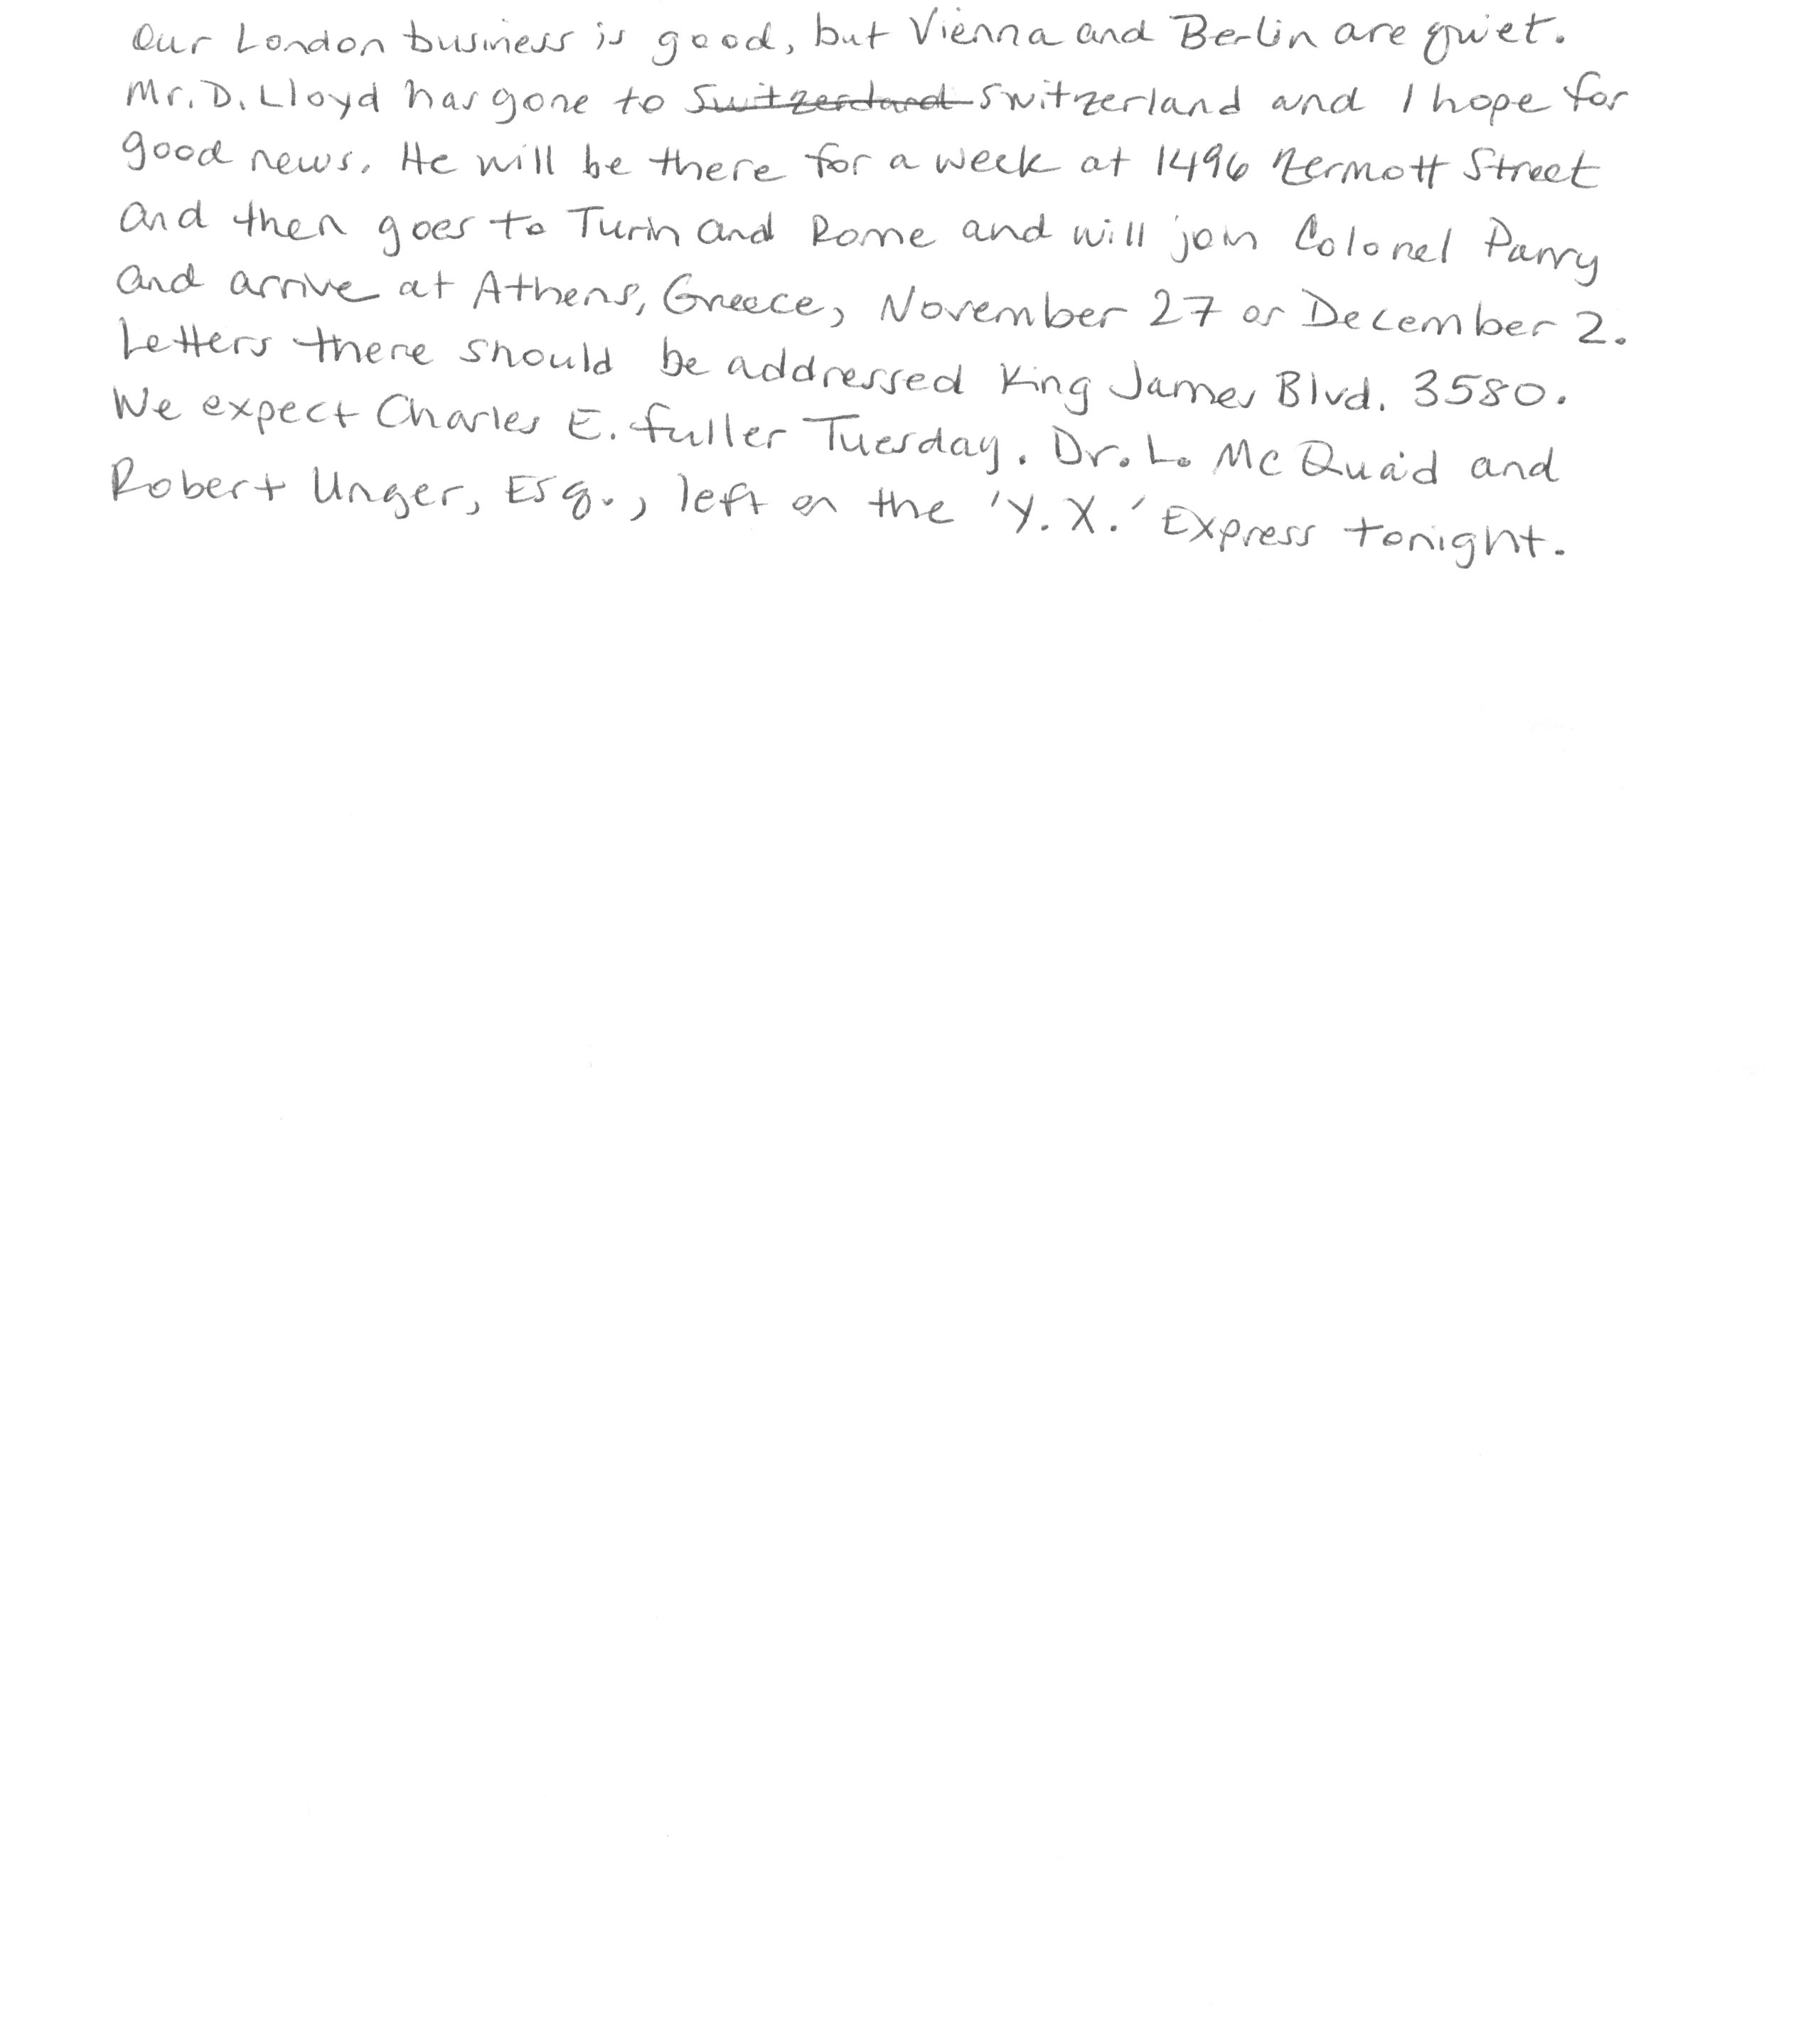 Our London business is good, but Vienna and Berlin are quiet.
Mr. D. Lloyd has gone to Switzerland Switzerland and I hope for
good news. He will be there for a week at 1496 Zermott Street
and then goes to Turin and Rome and will join Colonel Parry
and arrive at Athens, Greece, November 27 or December 2.
Letters there should be addressed King James Blvd. 3580.
We expect Charles E. Fuller Tuesday. Dr. L. McQuaid and
Robert Unger, Esq., left on the 'Y. X.' Express tonight.